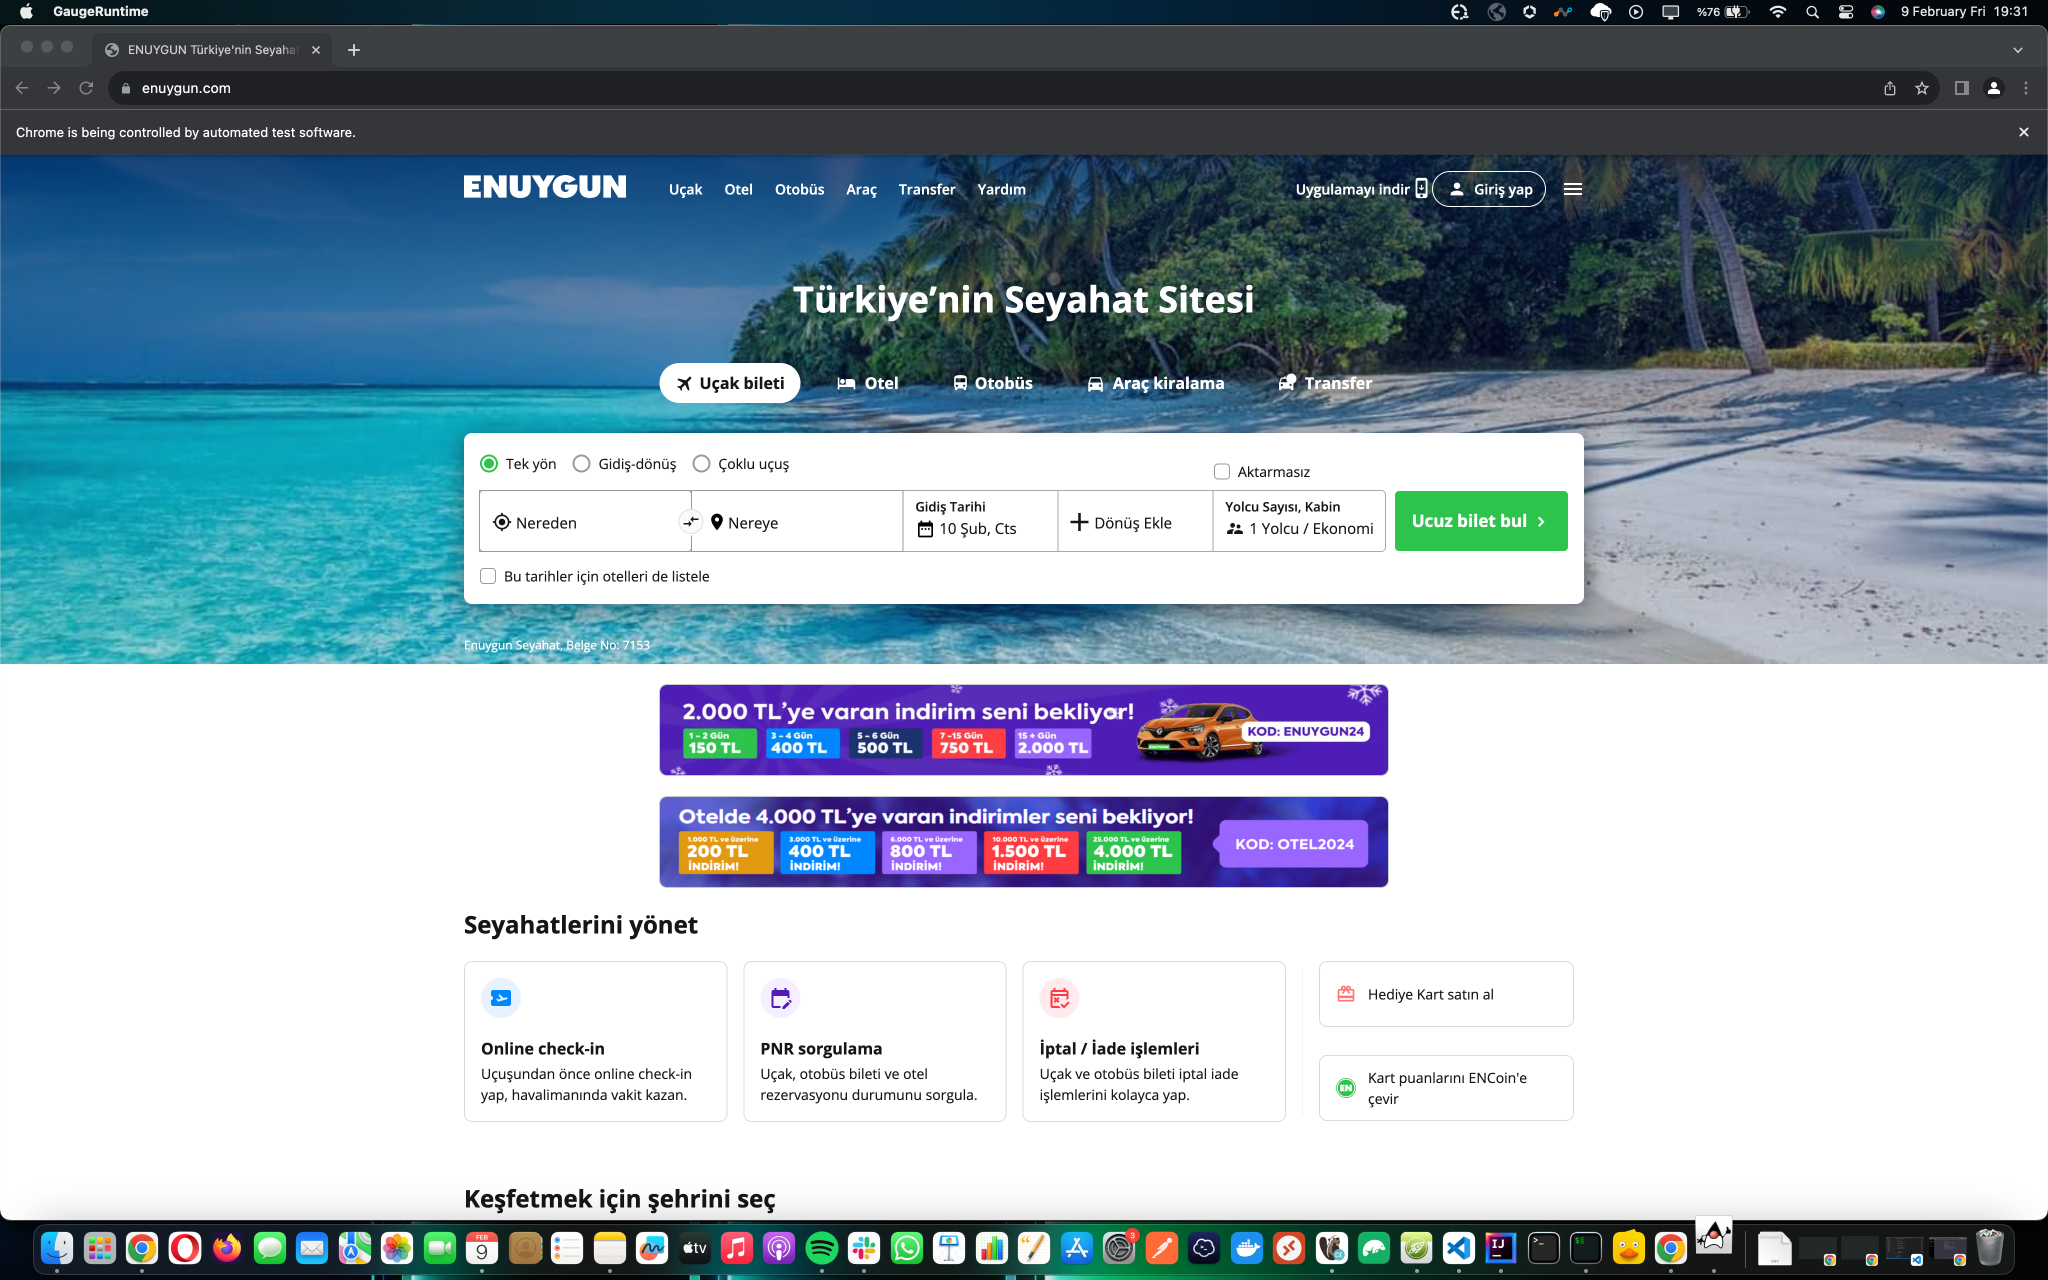 GaugeRuntime
%76
9 February Fri 19:31
ENUYGUN Türkiye'nin Seyaha
enuygun.com
Chrome is being controlled by automated test software.
ENUYGUN
Uçak
Otel
Otobüs
Araç
Transfer
Yardım
Uygulamayı indir
Giriş yap
Türkiye’nin Seyahat Sitesi
Uçak bileti
Otel
Otobüs
Araç kiralama
Transfer
Tek yön
Gidiş-dönüş
Çoklu uçuş
Aktarmasız
Nereden
Nereye
Gidiş Tarihi
10 Şub, Cts
Dönüş Ekle
Yolcu Sayısı, Kabin
1 Yolcu / Ekonomi
Ucuz bilet bul
Bu tarihler için otelleri de listele
Enuygun Seyahat, Belge No: 7153
2.000 TL’ye varan indirim seni bekliyor!
1 - 2 Gün
150 TL
3 - 4 Gün
400 TL
5 - 6 Gün
500 TL
7 -15 Gün
750 TL
15 + Gün
2.000 TL
KOD: ENUYGUN24
Otelde 4.000 TL’ye varan indirimler seni bekliyor!
1.000 TL ve üzerine
200 TL
İNDİRİM!
3.000 TL ve üzerine
400 TL
İNDİRİM!
6.000 TL ve üzerine
800 TL
İNDİRİM!
10.000 TL ve üzerine
1.500 TL
İNDİRİM!
25.000 TL ve üzerine
4.000 TL
İNDİRİM!
KOD: OTEL2024
Seyahatlerini yönet
Online check-in
Uçuşundan önce online check-in
yap, havalimanında vakit kazan.
PNR sorgulama
Uçak, otobüs bileti ve otel
rezervasyonu durumunu sorgula.
İptal / İade işlemleri
Uçak ve otobüs bileti iptal iade
işlemlerini kolayca yap.
Hediye Kart satın al
EN
Kart puanlarını ENCoin'e
çevir
Keşfetmek için şehrini seç
FEB
9
tv
3
IJ